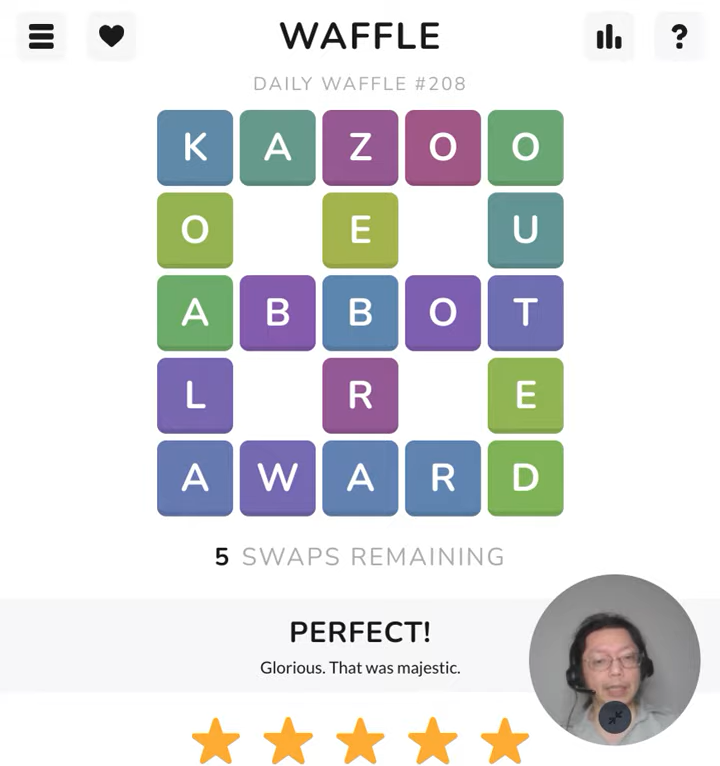 WAFFLE
?
DAILY WAFFLE #208
K A Z O O
O E U
A B B O T
L R E
A W A R D
5 SWAPS REMAINING
PERFECT!
Glorious. That was majestic.